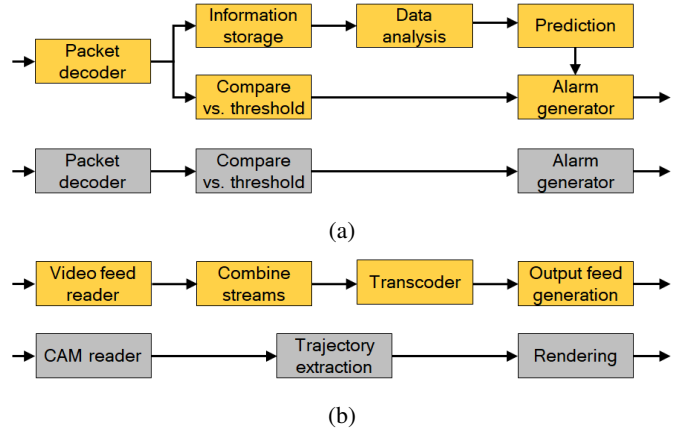 Information
storage
Data
analysis
Prediction
Packet
decoder
Compare
vs. threshold
Alarm
generator
Packet
decoder
Compare
vs. threshold
Alarm
generator
(a)
Video feed
reader
Combine
streams
Transcoder
Output feed
generation
CAM reader
Trajectory
extraction
Rendering
(b)